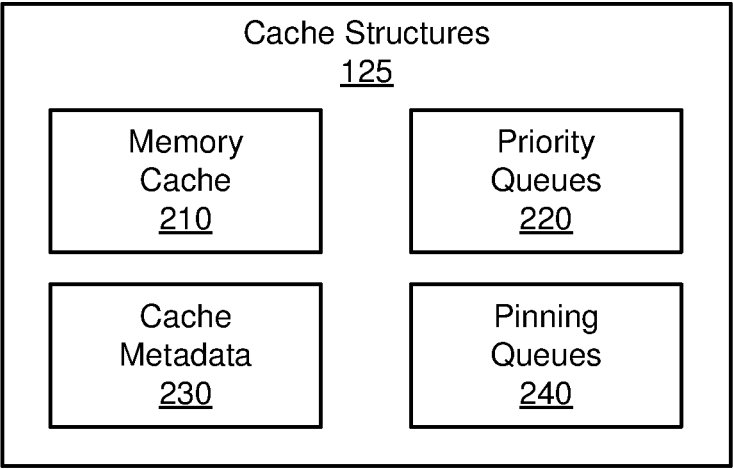 Cache Structures
125
Memory
Cache
210
Priority
Queues
220
Cache
Metadata
230
Pinning
Queues
240